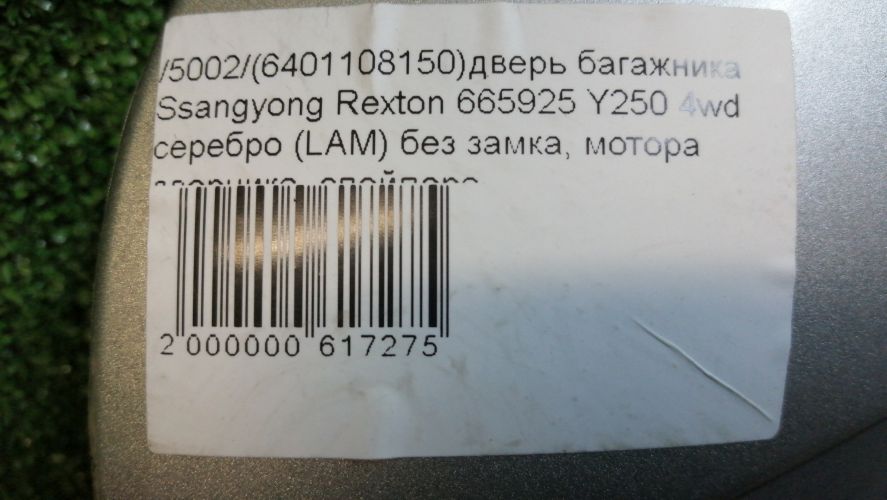 /5002/(6401108150)дверь багажника
Ssangyong Rexton 665925 Y250 4wd
серебро (LAM) без замка, мотора
2 000000 617275